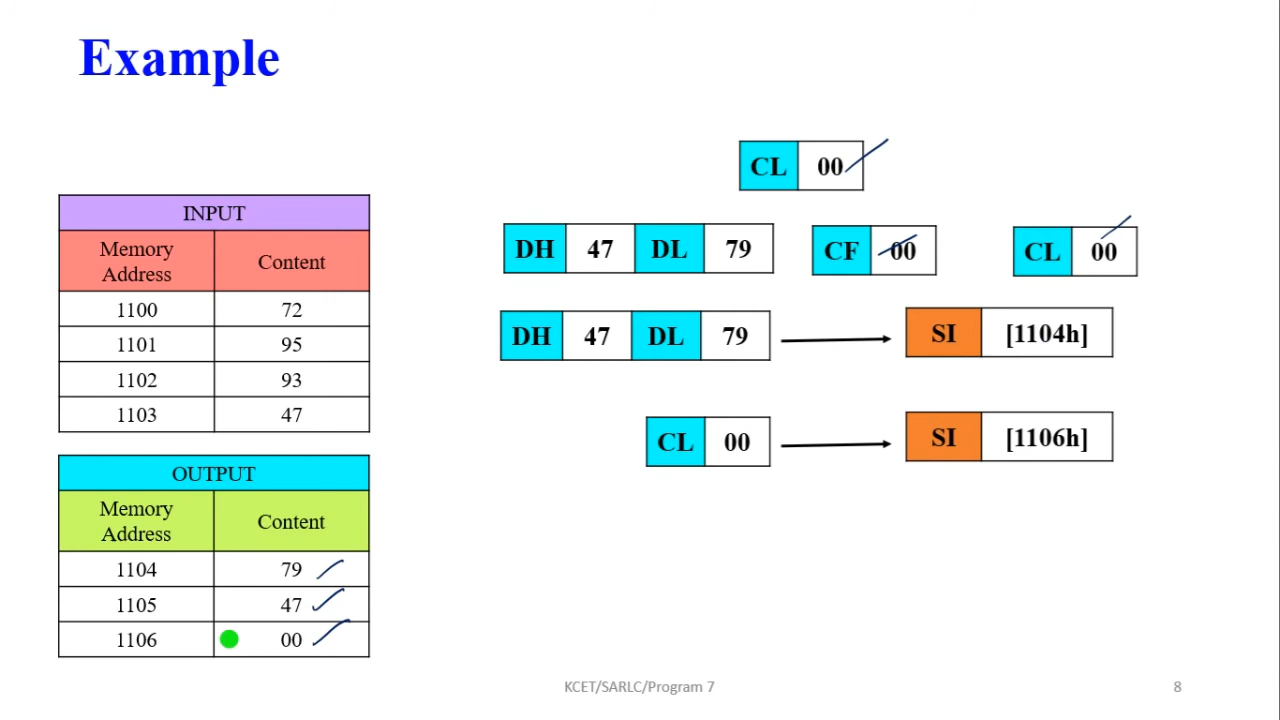 Example
CL 00
INPUT
Memory Address Content
1100 72
1101 95
1102 93
1103 47
OUTPUT
Memory Address Content
1104 79
1105 47
1106 00
DH 47 DL 79 CF 00 CL 00
DH 47 DL 79 SI [1104h]
CL 00 SI [1106h]
KCET/SARLC/Program 7
8